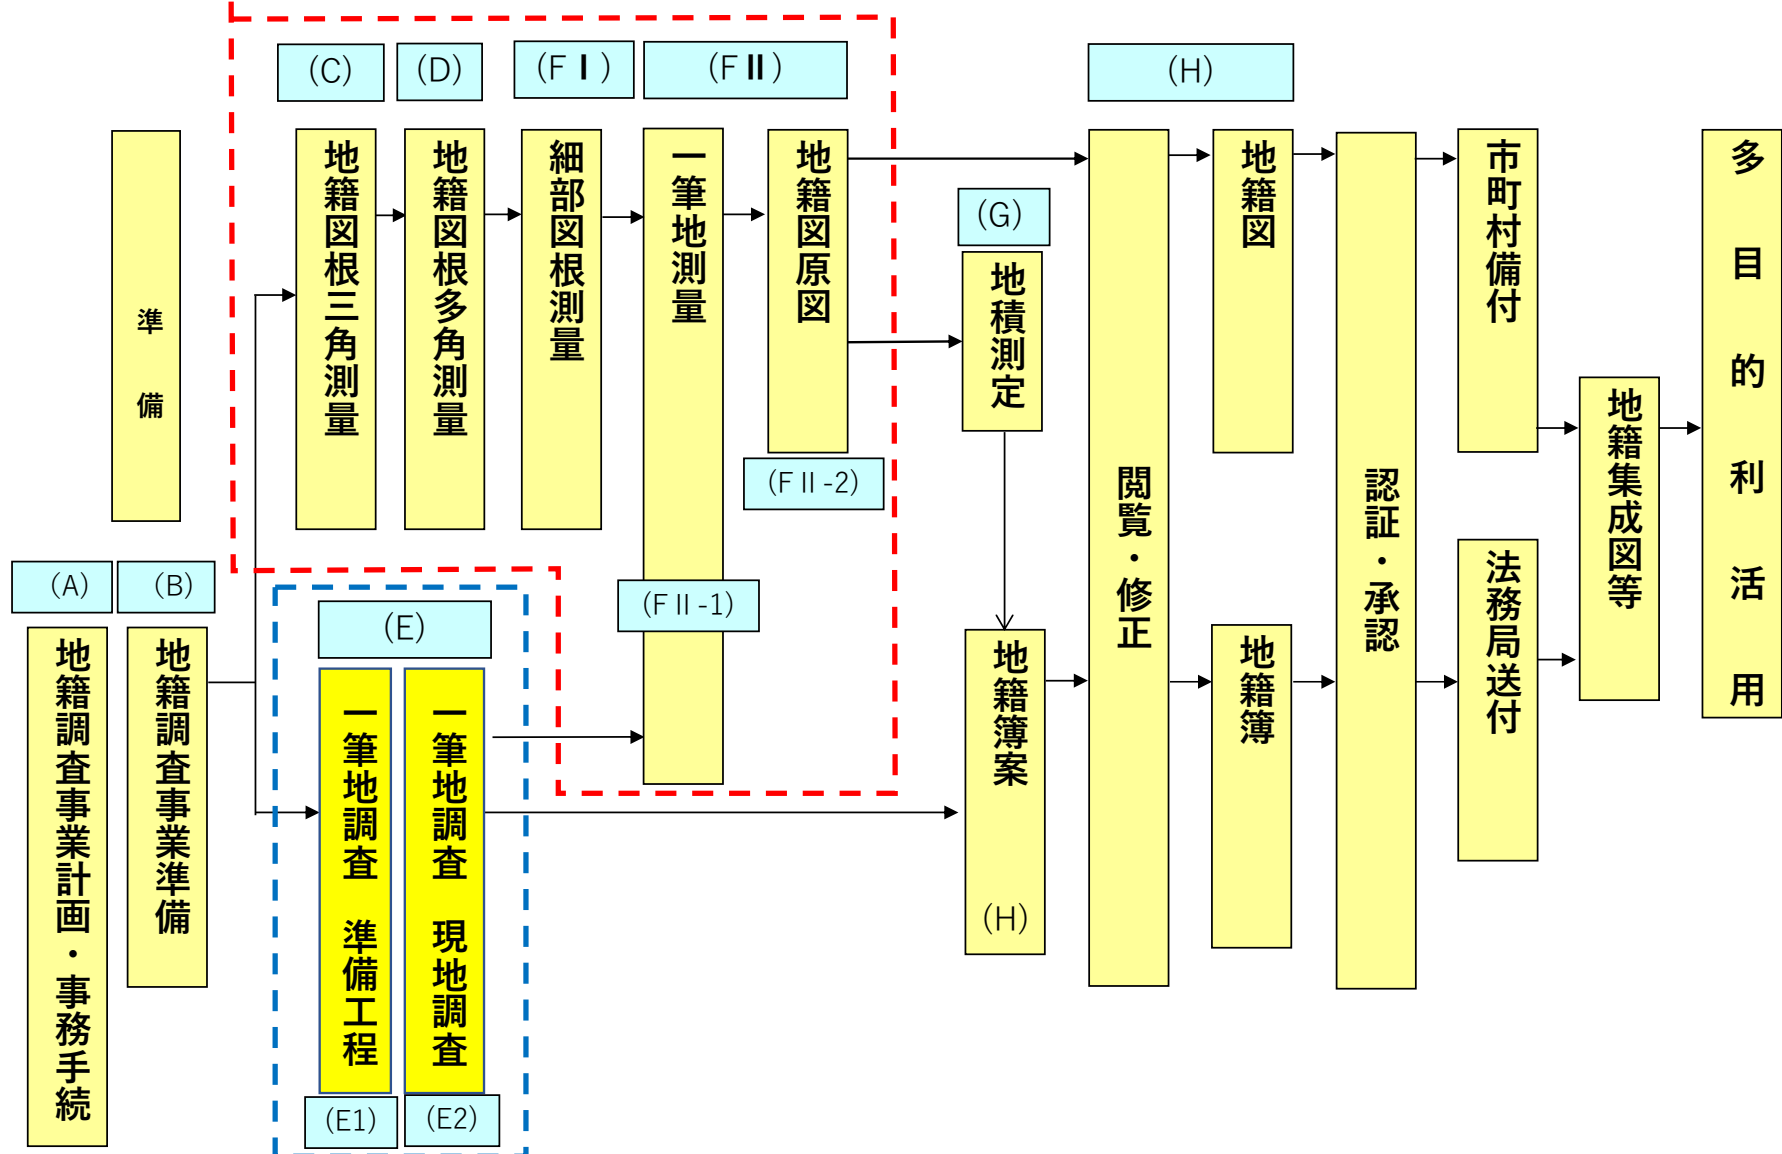 (C)
(D)
(FⅠ)
(FⅡ)
(H)
準備
地籍図根三角測量
地籍図根多角測量
細部図根測量
一筆地測量
地籍図原図
(G)
地積測定
閲覧・修正
地籍図
認証・承認
市町村備付
多目的利活用
地籍集成図等
(FⅡ-2)
(FⅡ-1)
(A)
(B)
(E)
地籍調査事業計画・事務手続
地籍調査事業準備
一筆地調査 準備工程
一筆地調査 現地調査
(E1)
(E2)
地籍簿案
(H)
地籍簿
法務局送付